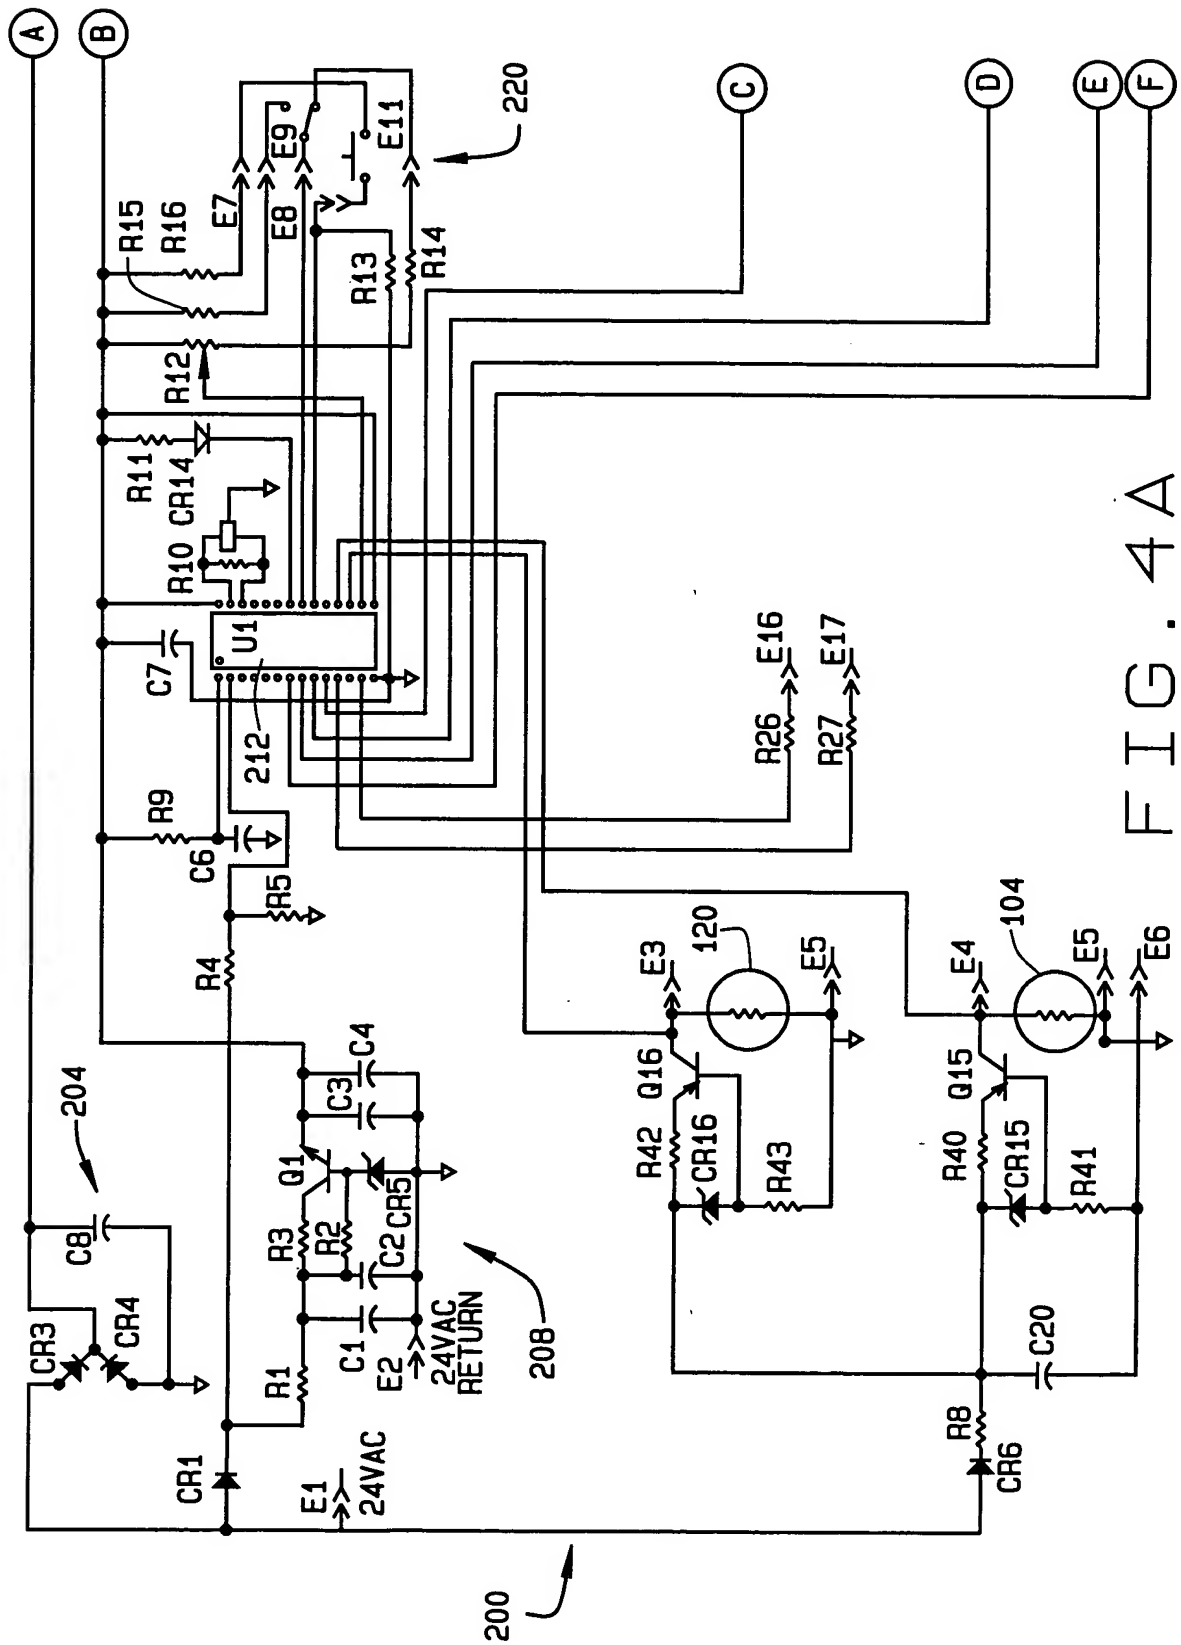 A
B
204
CR3
CR4
C8
CR1
R4
R5
R9
C6
C7
U1
212
R10
R11
CR14
R12
R15
R16
E7
E8
E9
E11
R13
R14
220
E1
24VAC
R1
C1
R3
R2
C2
Q1
CR5
C3
C4
E2
24VAC
RETURN
208
200
C
D
E
F
R26
E16
R27
E17
R42
Q16
E3
120
CR16
R43
E5
CR6
R8
C20
R40
Q15
E4
104
CR15
R41
E5
E6
FIG. 4A